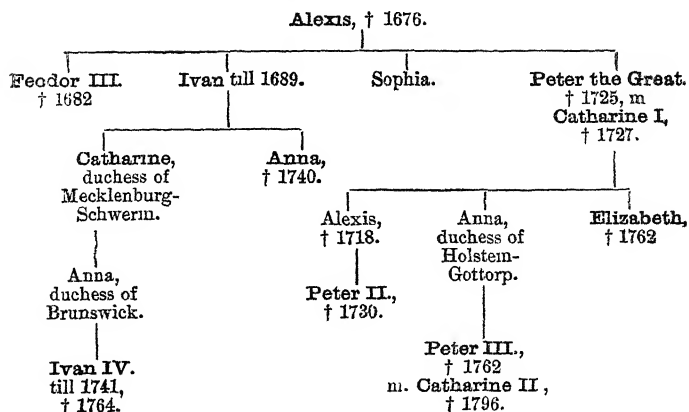 Alexis, † 1676.
Feodor III.
† 1682
Ivan till 1689.
Sophia.
Peter the Great.
† 1725, m
Catharine I,
† 1727.
Catharine,
duchess of
Mecklenburg-
Schwerin.
Anna,
† 1740.
Alexis,
† 1718.
Anna,
duchess of
Holstein-
Gottorp.
Elizabeth,
† 1762
Anna,
duchess of
Brunswick.
Peter II.,
† 1730.
Ivan IV.
till 1741,
† 1764.
Peter III.,
† 1762
m. Catharine II,
† 1796.